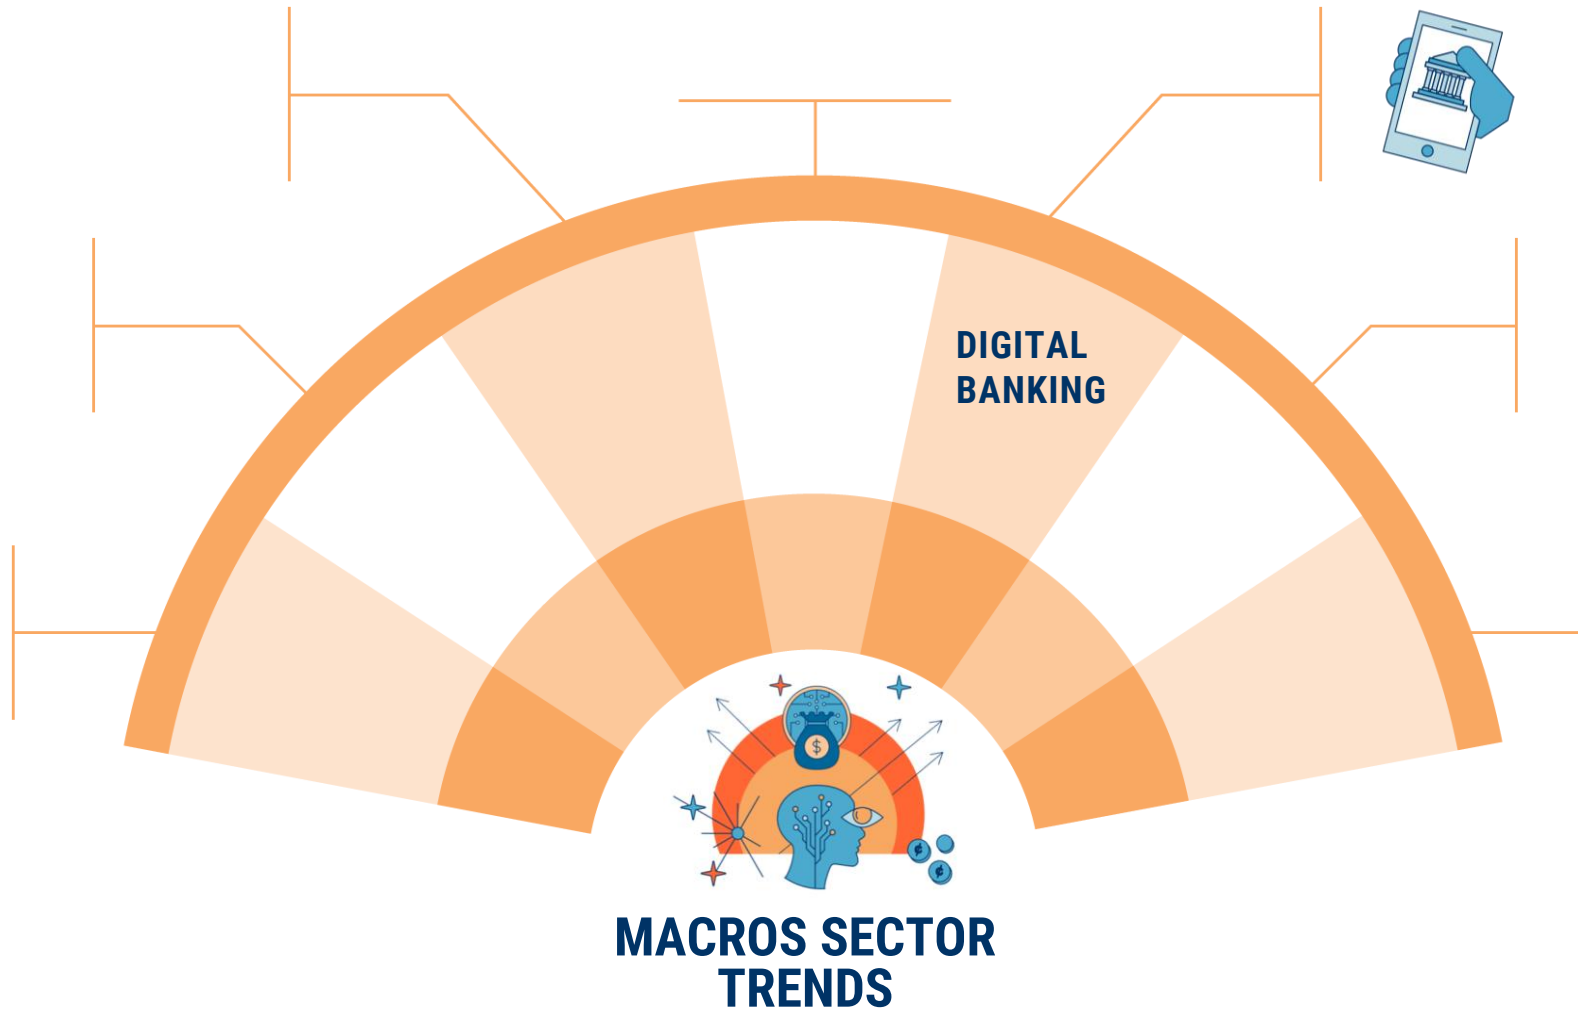 DIGITAL
BANKING
$
¢
¢
MACROS SECTOR
TRENDS